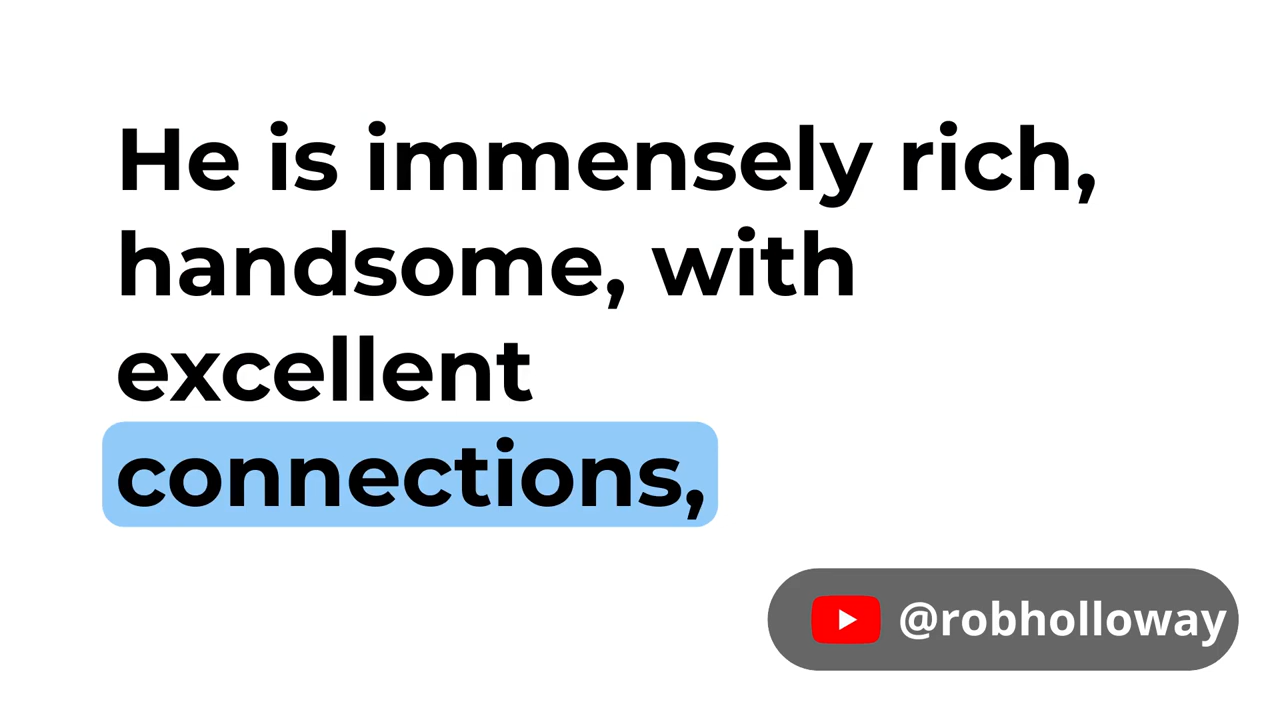 He is immensely rich,
handsome, with
excellent
connections,
@robholloway